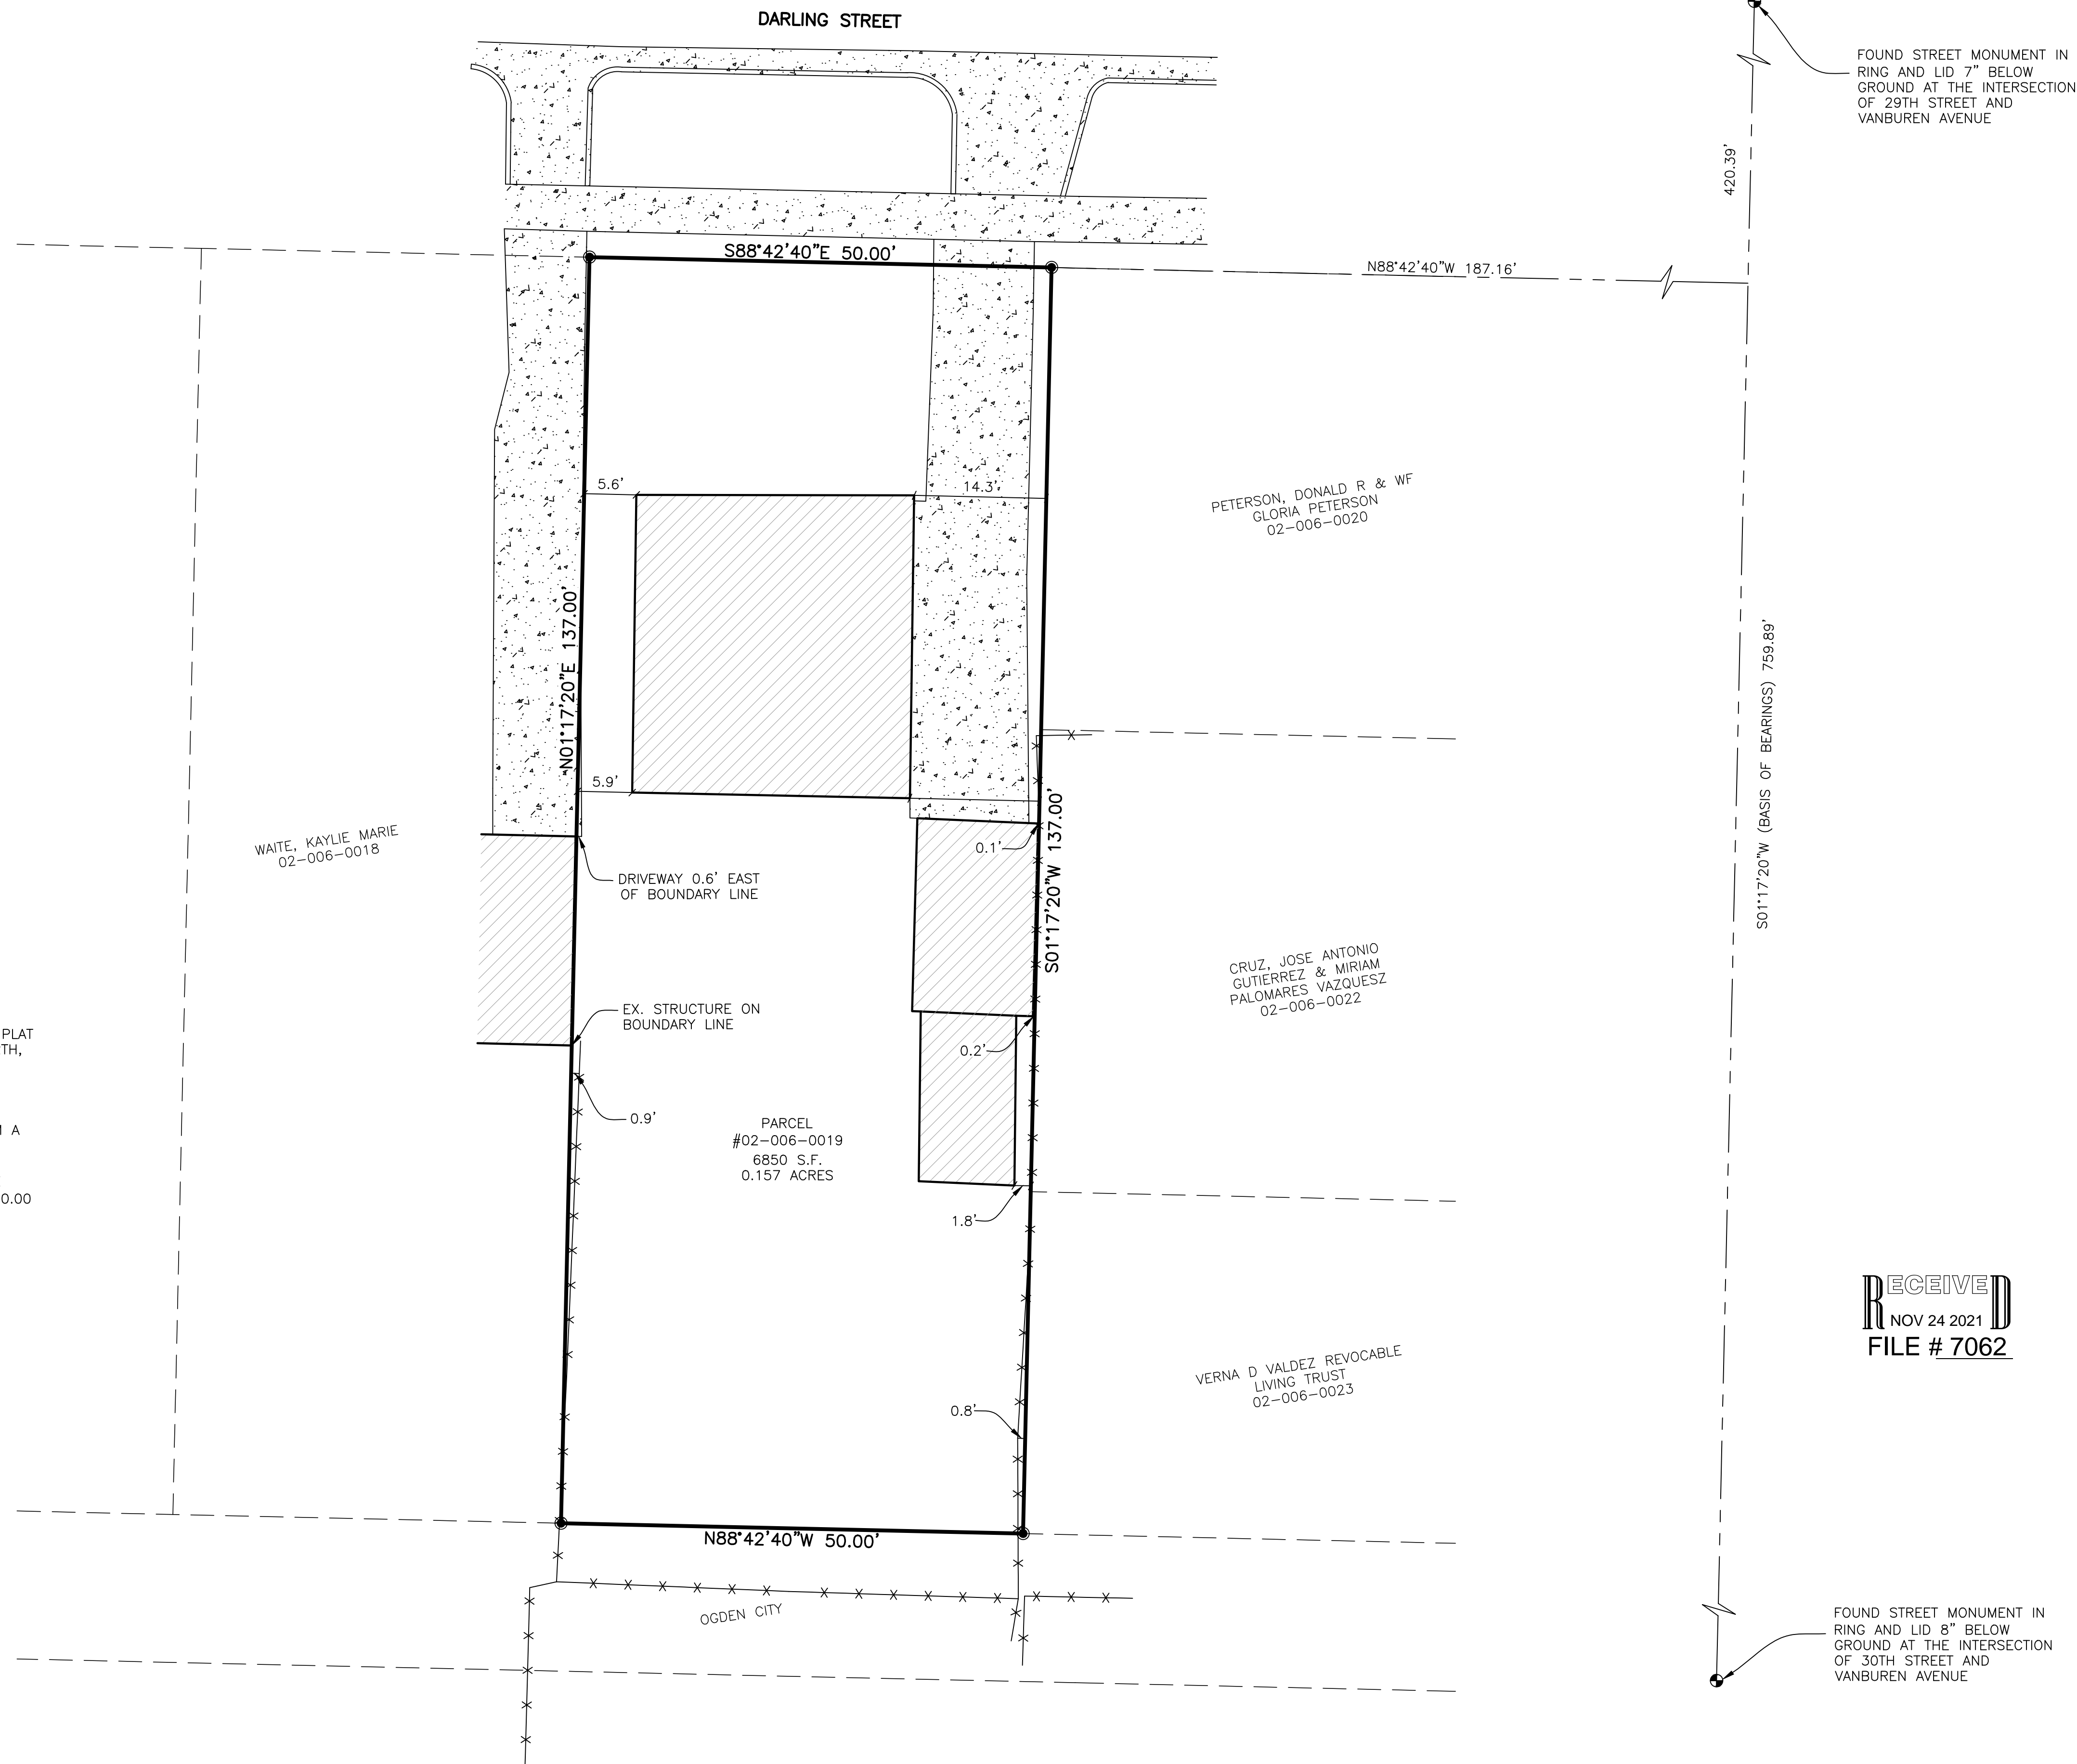 DARLING STREET
FOUND STREET MONUMENT IN
RING AND LID 7" BELOW
GROUND AT THE INTERSECTION
OF 29TH STREET AND
VANBUREN AVENUE
420.39'
S88°42'40"E 50.00'
N88°42'40"W 187.16'
5.6'
14.3'
PETERSON, DONALD R & WF
GLORIA PETERSON
02-006-0020
N01°17'20"E 137.00'
S01°17'20"W (BASIS OF BEARINGS) 759.89'
5.9'
S01°17'20"W 137.00'
WAITE, KAYLIE MARIE
02-006-0018
0.1'
DRIVEWAY 0.6' EAST
OF BOUNDARY LINE
CRUZ, JOSE ANTONIO
GUTIERREZ & MIRIAM
PALOMARES VAZQUESZ
02-006-0022
EX. STRUCTURE ON
BOUNDARY LINE
PLAT
TH,
0.2'
0.9'
A
PARCEL
#02-006-0019
6850 S.F.
0.157 ACRES
0.00
1.8'
RECEIVED
NOV 24 2021
FILE # 7062
VERNA D VALDEZ REVOCABLE
LIVING TRUST
02-006-0023
0.8'
N88°42'40"W 50.00'
OGDEN CITY
FOUND STREET MONUMENT IN
RING AND LID 8" BELOW
GROUND AT THE INTERSECTION
OF 30TH STREET AND
VANBUREN AVENUE